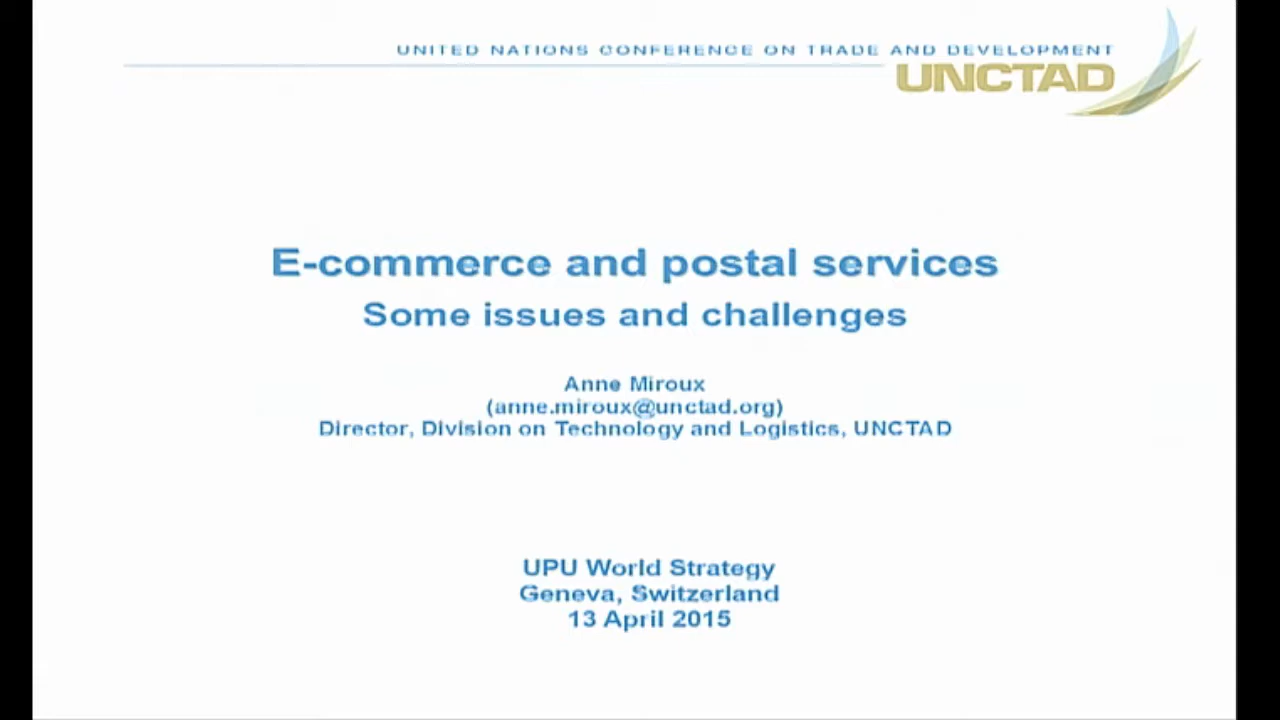 UNITED NATIONS CONFERENCE ON TRADE AND DEVELOPMENT
UNCTAD
E-commerce and postal services
Some issues and challenges
Anne Miroux
(anne.miroux@unctad.org)
Director, Division on Technology and Logistics, UNCTAD
UPU World Strategy
Geneva, Switzerland
13 April 2015